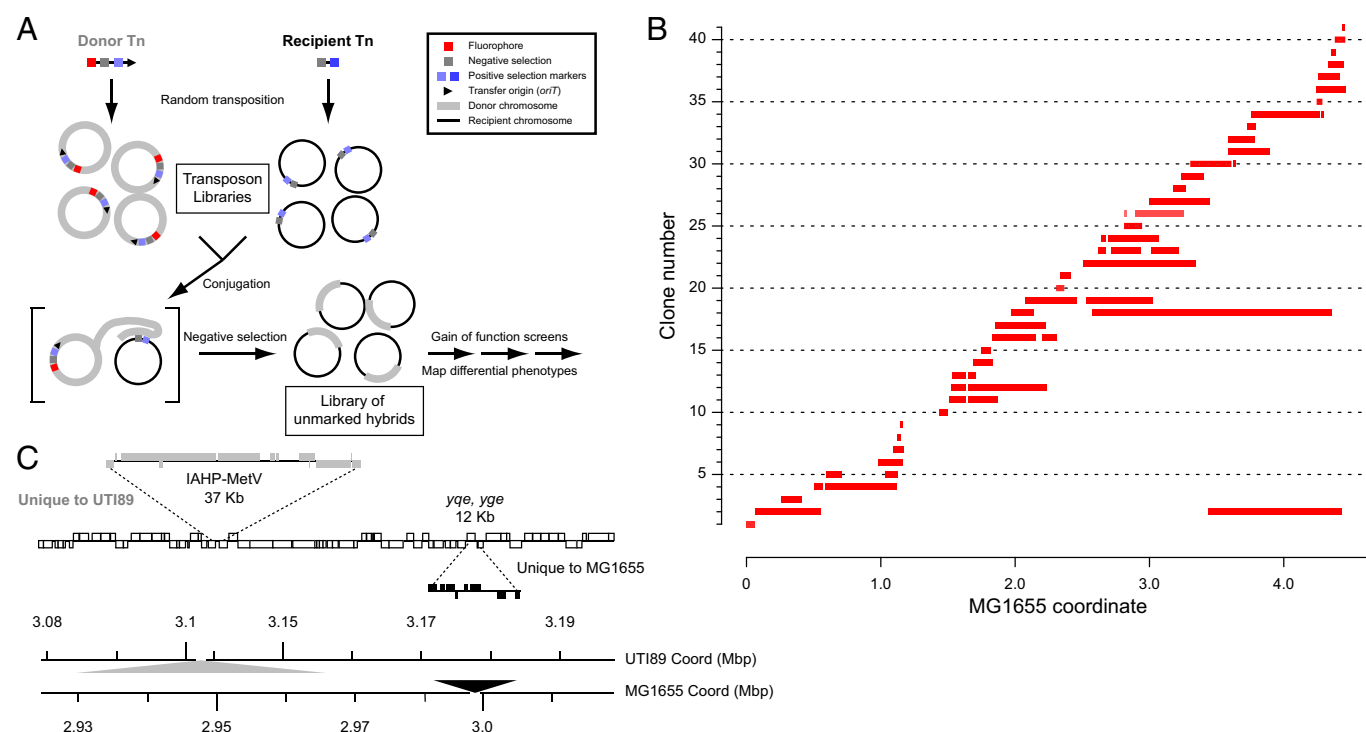 A
Donor Tn
Recipient Tn
Fluorophore
Negative selection
Positive selection markers
Transfer origin (oriT)
Donor chromosome
Recipient chromosome
Random transposition
Transposon
Libraries
Conjugation
Negative selection
Gain of function screens
Map differential phenotypes
Library of
unmarked hybrids
B
Clone number
40
35
30
25
20
15
10
5
0
1.0
2.0
3.0
4.0
MG1655 coordinate
C
IAHP-MetV
37 Kb
Unique to UTI89
yqe, yge
12 Kb
Unique to MG1655
3.08
3.1
3.15
3.17
3.19
UTI89 Coord (Mbp)
MG1655 Coord (Mbp)
2.93
2.95
2.97
3.0